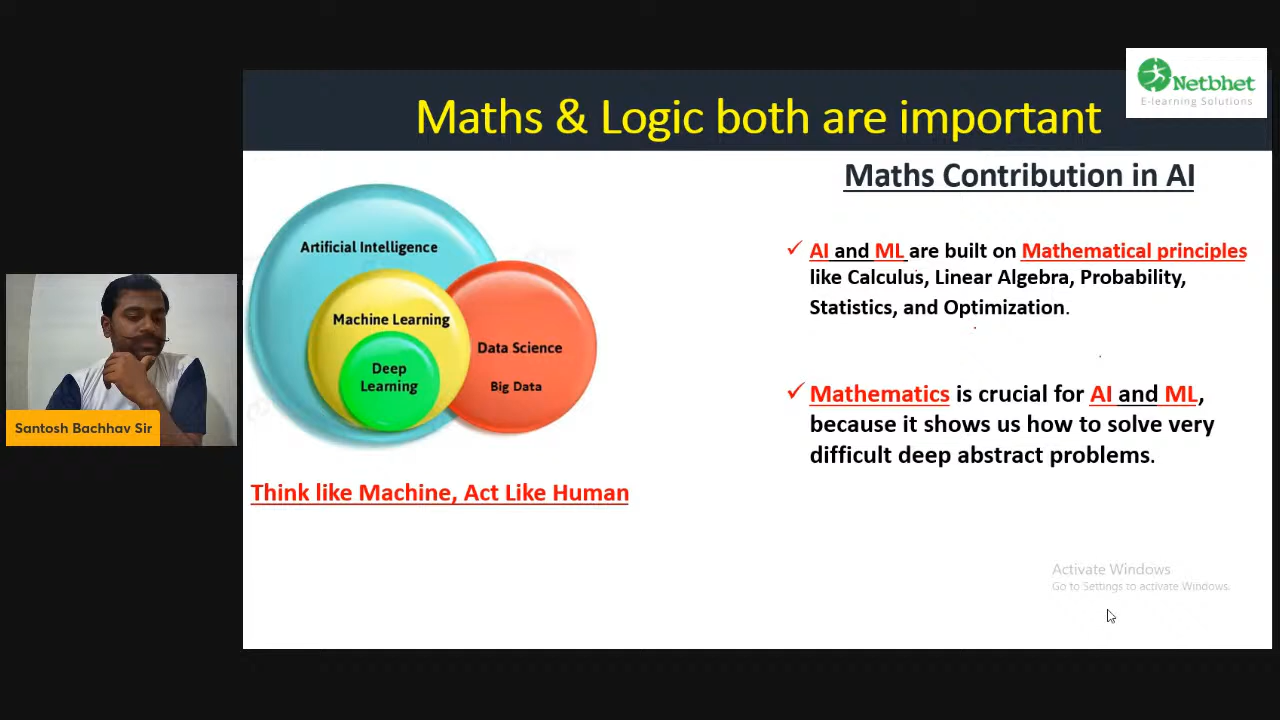 Netbhet
E-learning Solutions
Maths & Logic both are important
Maths Contribution in AI
Artificial Intelligence
Machine Learning
Deep
Learning
Data Science
Big Data
Think like Machine, Act Like Human
AI and ML are built on Mathematical principles
like Calculus, Linear Algebra, Probability,
Statistics, and Optimization.
Mathematics is crucial for AI and ML,
because it shows us how to solve very
difficult deep abstract problems.
Santosh Bachhav Sir
Activate Windows
Go to Settings to activate Windows.